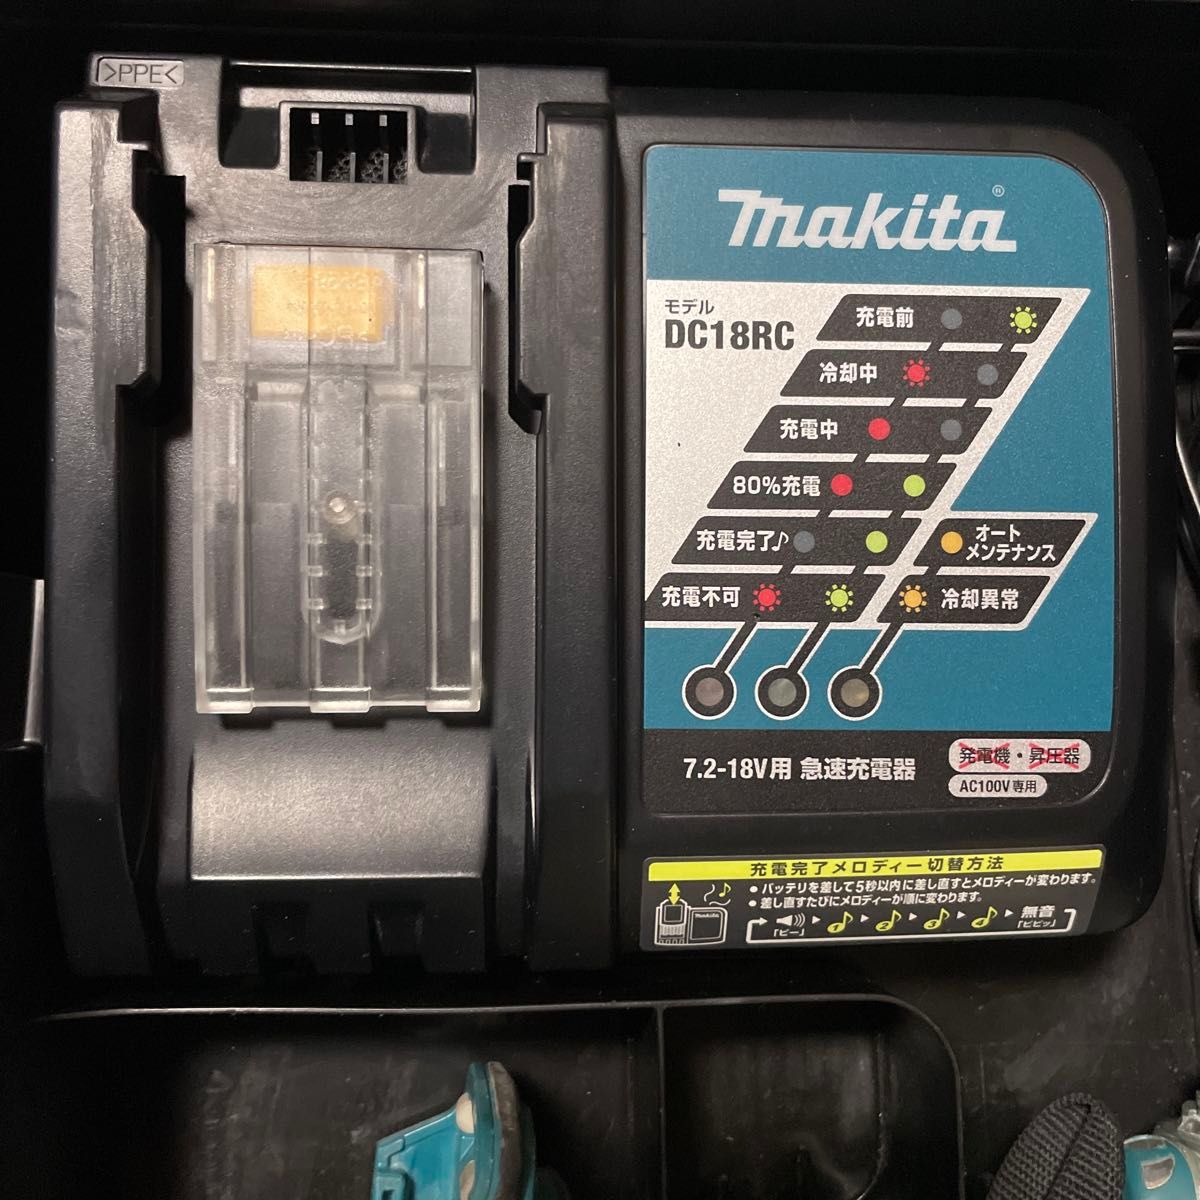 >PPE<
makita®
モデル
DC18RC
充電前
冷却中
充電中
80%充電
充電完了♪
充電不可
オート
メンテナンス
冷却異常
7.2-18V用 急速充電器
発電機・昇圧器
AC100V専用
充電完了メロディー切替方法
●バッテリを差して5秒以内に差し直すとメロディーが変わります。
●差し直すたびにメロディーが順に変わります。
makita
「ピー」
1
2
3
4
無音
「ピピッ」